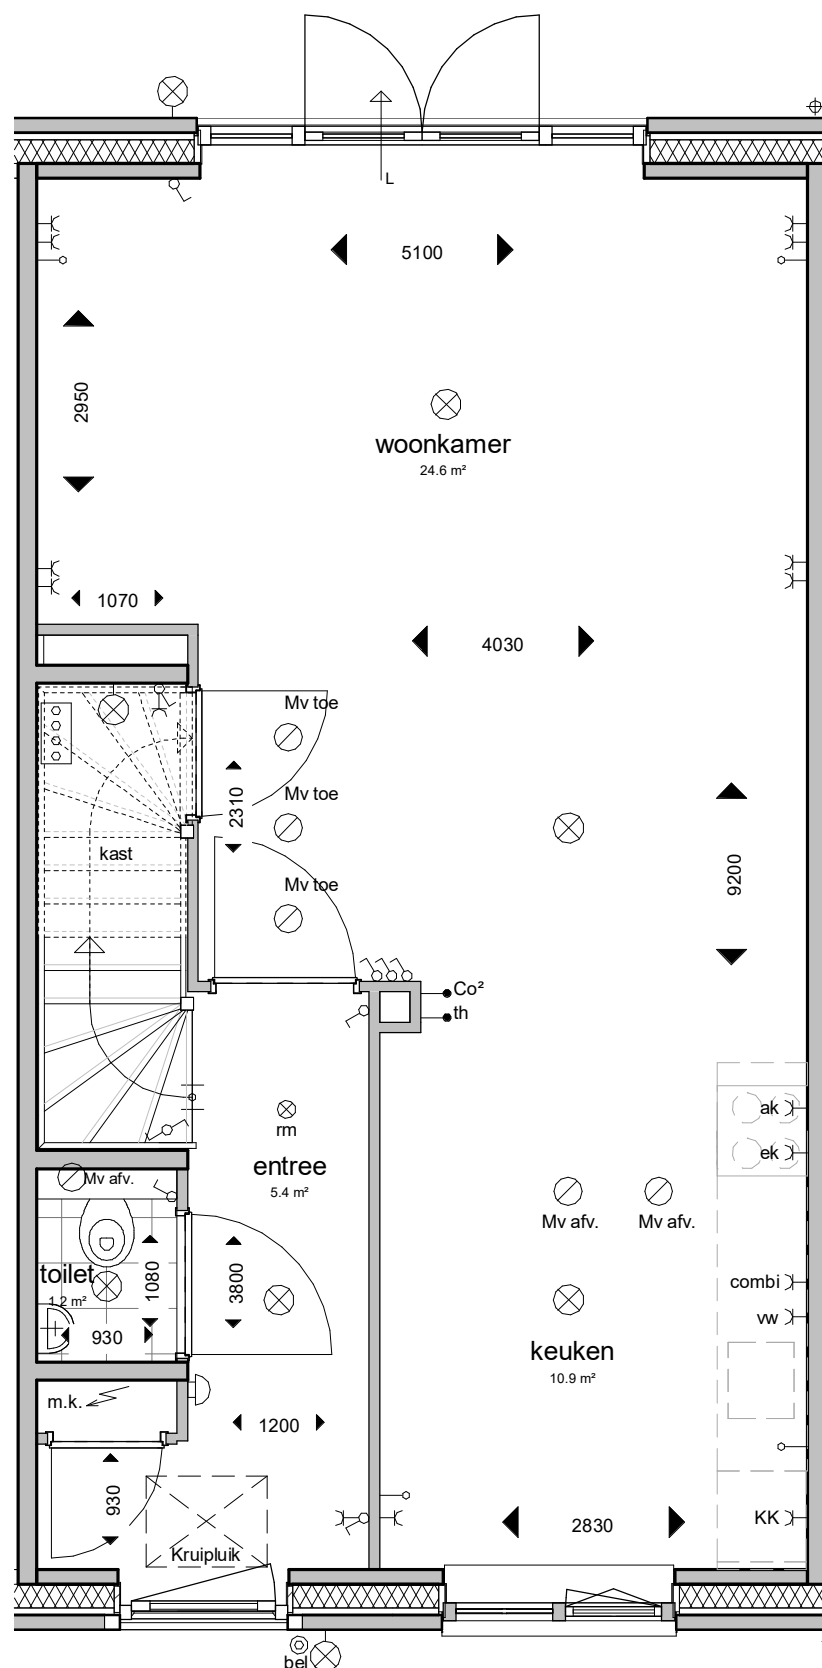 L
5100
2950
woonkamer
24.6 m²
1070
4030
Mv toe
2310
Mv toe
kast
9200
Mv toe
Co²
th
ak
rm
ek
entree
5.4 m²
Mv afv.
Mv afv.
Mv afv.
toilet
1.2 m²
1080
3800
combi
vw
930
keuken
10.9 m²
m.k.
1200
930
KK
2830
Kruipluik
bel